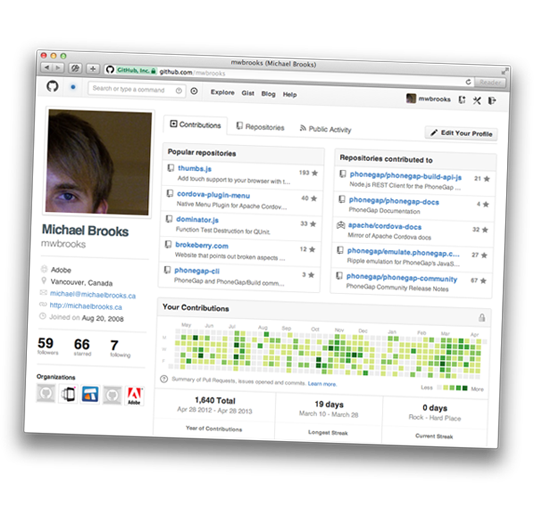 mwbrooks (Michael Brooks)
GitHub, Inc. github.com/mwbrooks
Reader
Search or type a command
Explore Gist Blog Help
mwbrooks
Contributions
Repositories
Public Activity
Edit Your Profile
Michael Brooks
mwbrooks
Adobe
Vancouver, Canada
michael@michaelbrooks.ca
http://michaelbrooks.ca
Joined on Aug 20, 2008
59 66 7
followers starred following
Organizations
Adobe
Popular repositories
thumbs.js 193
Add touch support to your browser with t...
cordova-plugin-menu 40
Native Menu Plugin for Apache Cordov...
dominator.js 33
Function Test Destruction for QUnit.
brokeberry.com 12
Website that points out broken aspects ...
phonegap-cli 3
PhoneGap and PhoneGap/Build comm...
Repositories contributed to
phonegap/phonegap-build-api-js 21
Node.js REST Client for the PhoneGap ...
phonegap/phonegap-docs 4
PhoneGap Documentation
apache/cordova-docs 32
Mirror of Apache Cordova docs
phonegap/emulate.phonegap.c... 27
Ripple emulation for PhoneGap's JavaS...
phonegap/phonegap-community 67
PhoneGap Community Release Notes
Your Contributions
May Jun Jul Aug Sep Oct Nov Dec Jan Feb Mar Apr
M
W
F
Summary of Pull Requests, issues opened and commits. Learn more.
Less More
1,640 Total
Apr 28 2012 - Apr 28 2013
Year of Contributions
19 days
March 10 - March 28
Longest Streak
0 days
Rock - Hard Place
Current Streak